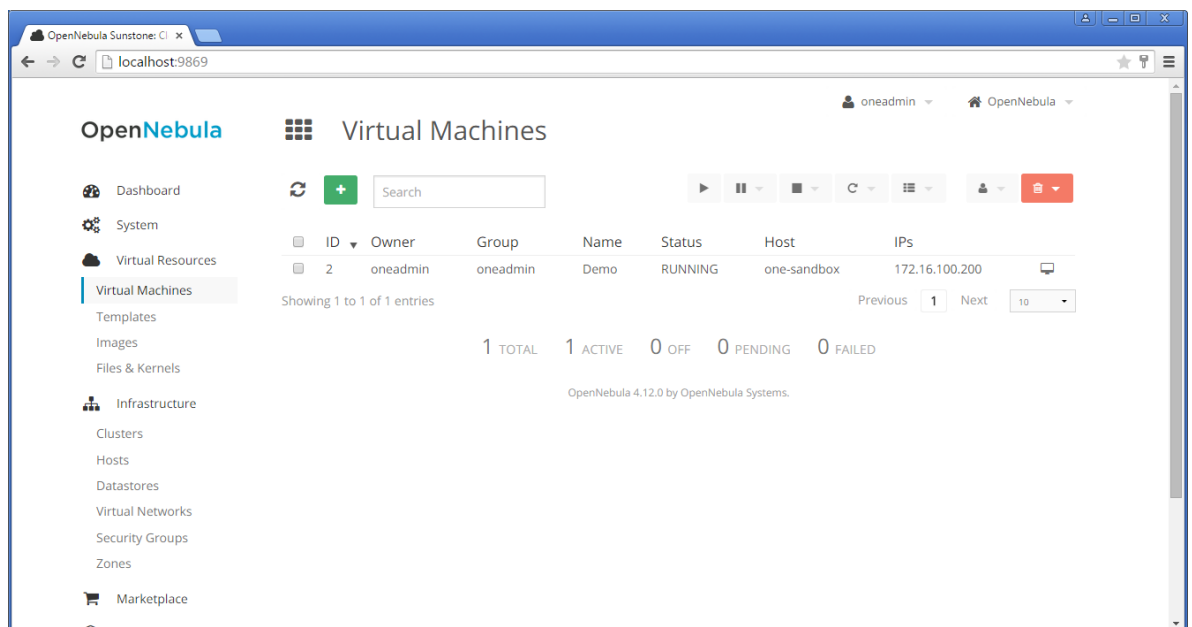 OpenNebula Sunstone: Cl
localhost:9869
oneadmin OpenNebula
OpenNebula
Virtual Machines
Dashboard
System
Virtual Resources
Virtual Machines
Templates
Images
Files & Kernels
Infrastructure
Clusters
Hosts
Datastores
Virtual Networks
Security Groups
Zones
Marketplace
Search
ID Owner Group Name Status Host IPs
2 oneadmin oneadmin Demo RUNNING one-sandbox 172.16.100.200
Showing 1 to 1 of 1 entries
Previous 1 Next 10
1 TOTAL 1 ACTIVE 0 OFF 0 PENDING 0 FAILED
OpenNebula 4.12.0 by OpenNebula Systems.